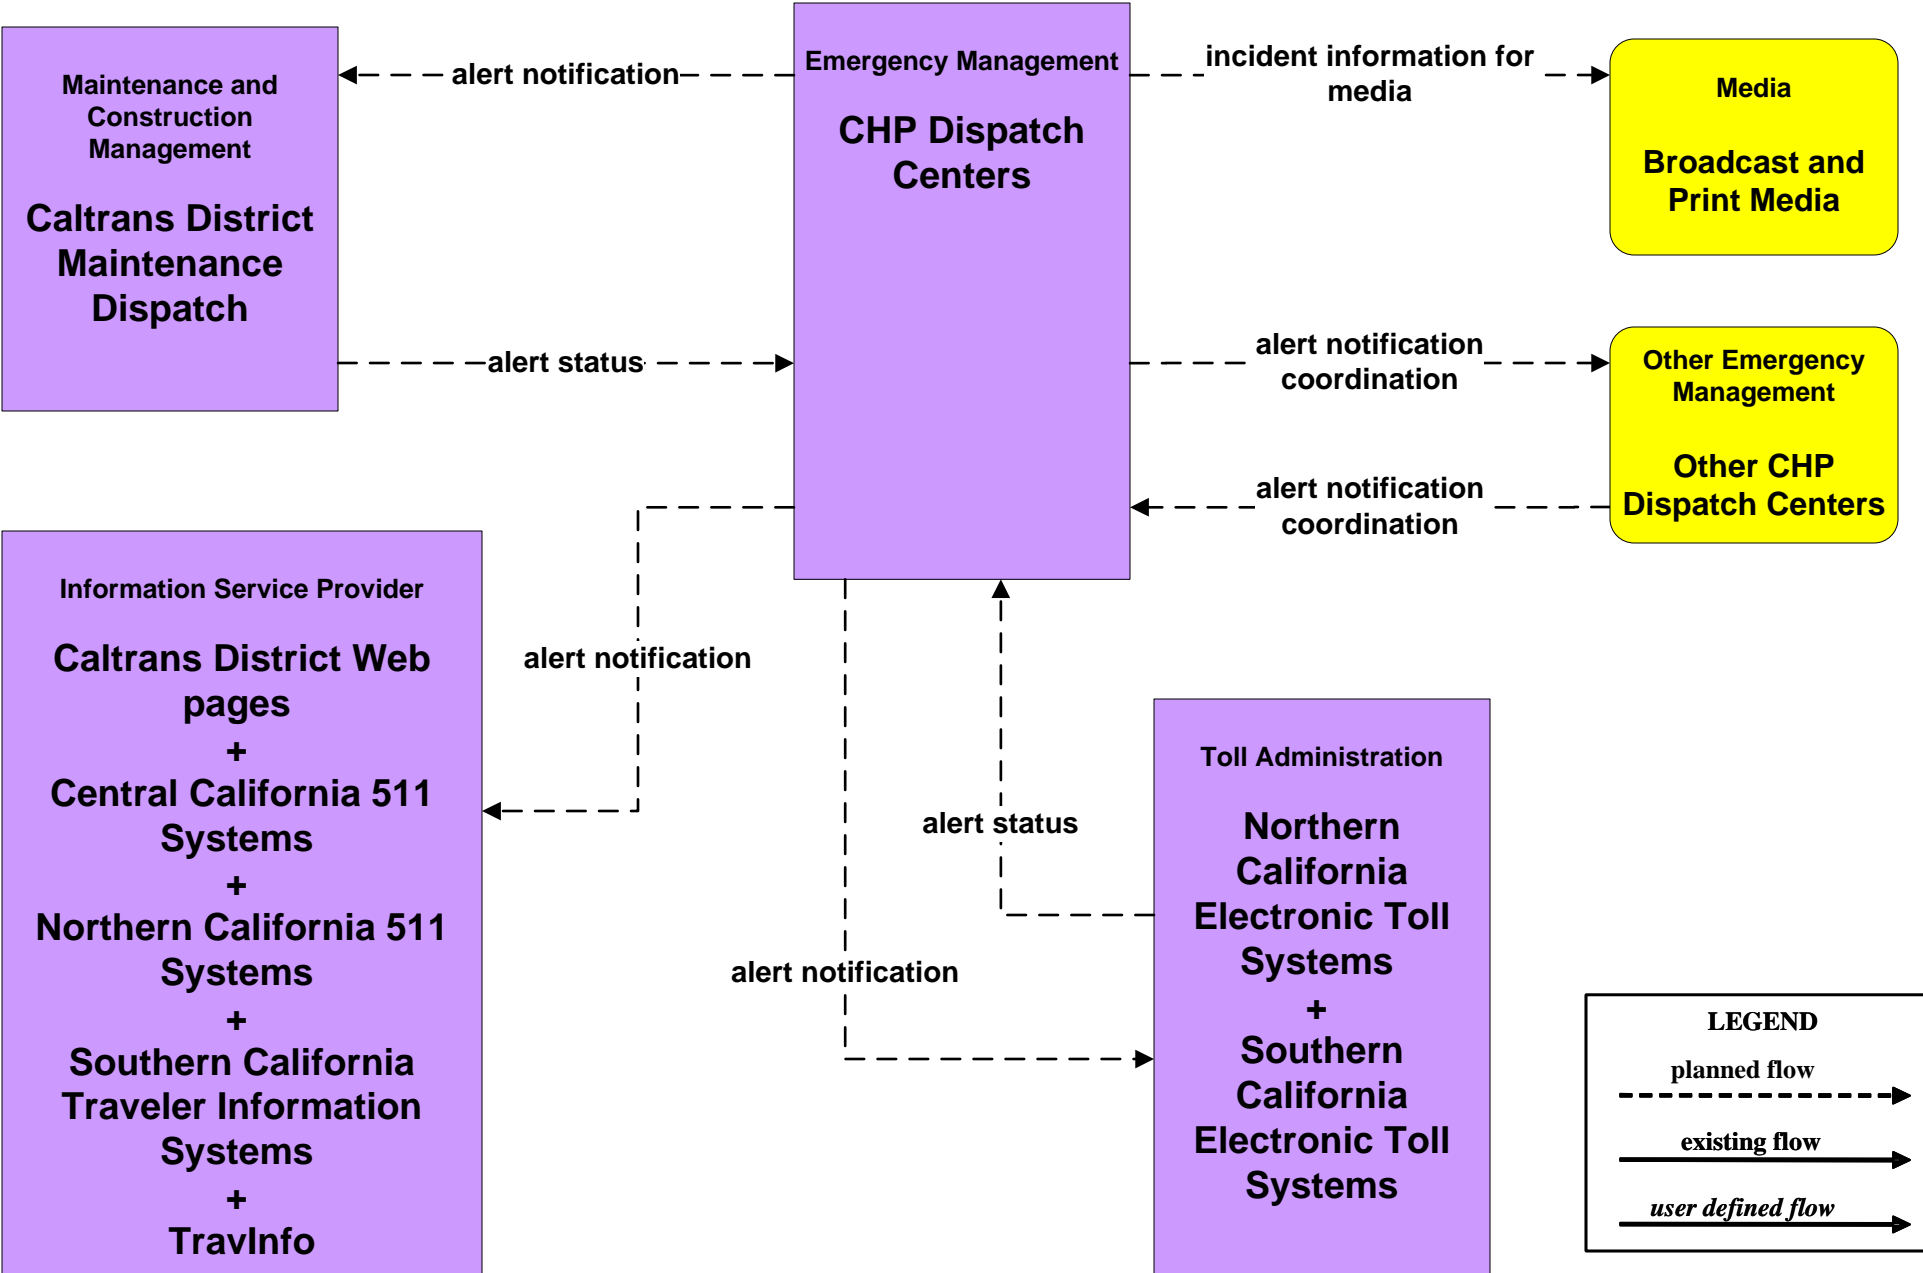 Maintenance and
Construction
Management
Caltrans District
Maintenance
Dispatch
alert notification
alert status
Emergency Management
CHP Dispatch
Centers
incident information for
media
Media
Broadcast and
Print Media
alert notification
coordination
Other Emergency
Management
Other CHP
Dispatch Centers
alert notification
coordination
Information Service Provider
Caltrans District Web
pages
+
Central California 511
Systems
+
Northern California 511
Systems
+
Southern California
Traveler Information
Systems
+
TravInfo
alert notification
alert notification
alert status
Toll Administration
Northern
California
Electronic Toll
Systems
+
Southern
California
Electronic Toll
Systems
LEGEND
planned flow
existing flow
user defined flow